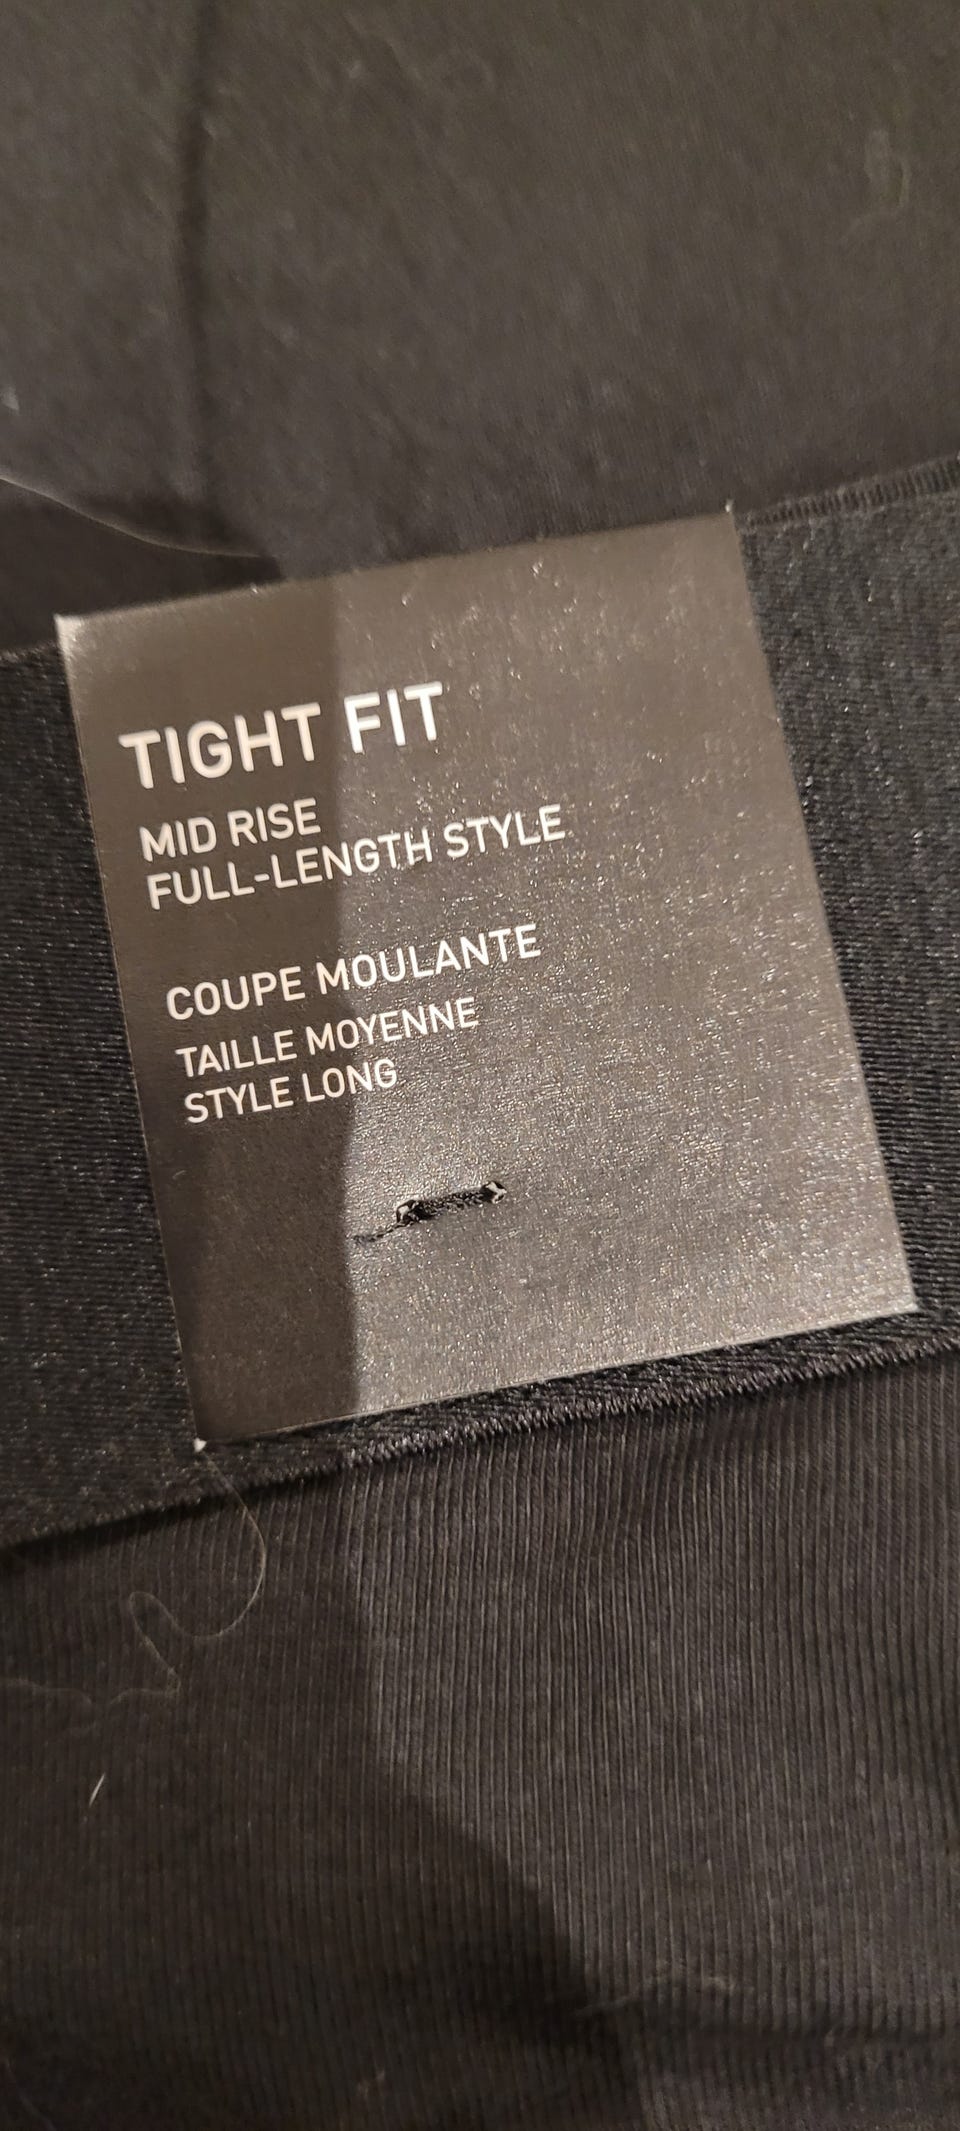 TIGHT FIT
MID RISE
FULL-LENGTH STYLE
COUPE MOULANTE
TAILLE MOYENNE
STYLE LONG